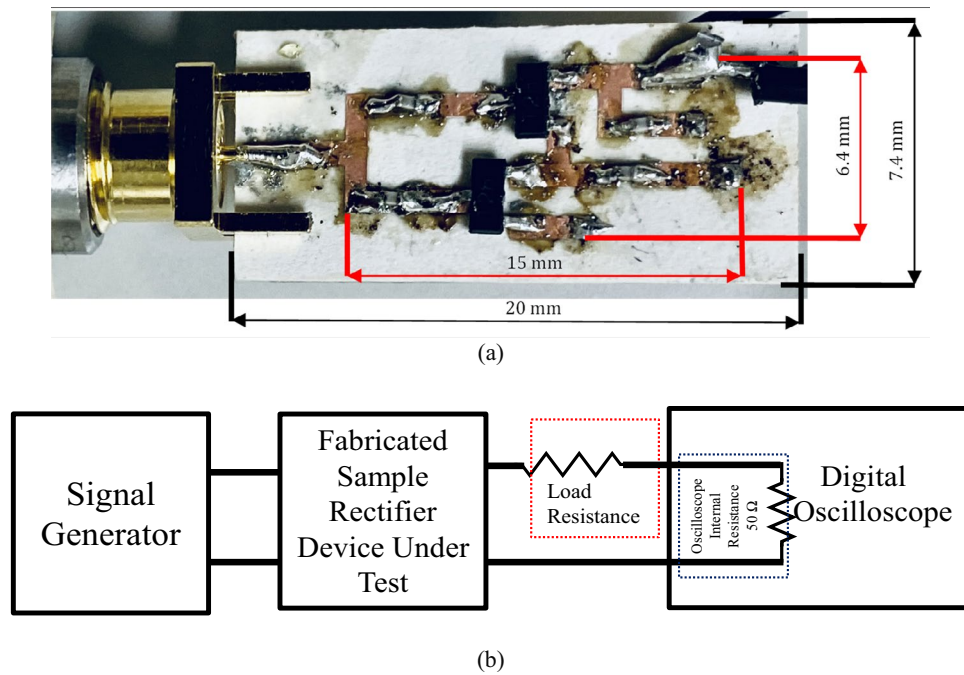 6.4 mm
7.4 mm
15 mm
20 mm
(a)
Signal
Generator
Fabricated
Sample
Rectifier
Device Under
Test
Load
Resistance
Oscilloscope
Internal
Resistance
50 Ω
Digital
Oscilloscope
(b)